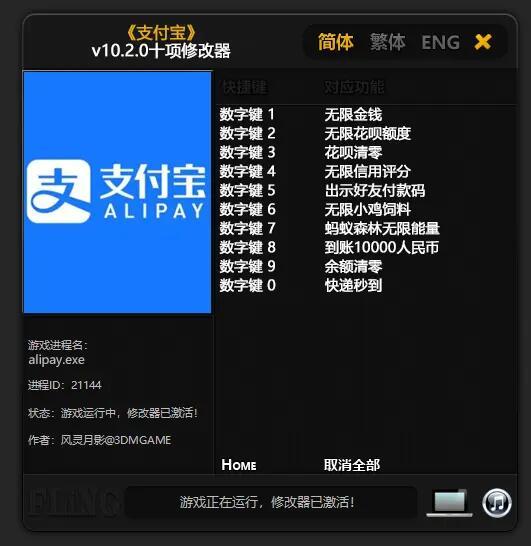 《支付宝》
v10.2.0十项修改器
简体 繁体 ENG
快捷键 对应功能
支付宝
ALIPAY
数字键 1 无限金钱
数字键 2 无限花呗额度
数字键 3 花呗清零
数字键 4 无限信用评分
数字键 5 出示好友付款码
数字键 6 无限小鸡饲料
数字键 7 蚂蚁森林无限能量
数字键 8 到账10000人民币
数字键 9 余额清零
数字键 0 快递秒到
游戏进程名:
alipay.exe
进程ID: 21144
状态: 游戏运行中，修改器已激活!
作者: 风灵月影@3DMGAME
Home 取消全部
FLiNG
游戏正在运行，修改器已激活!